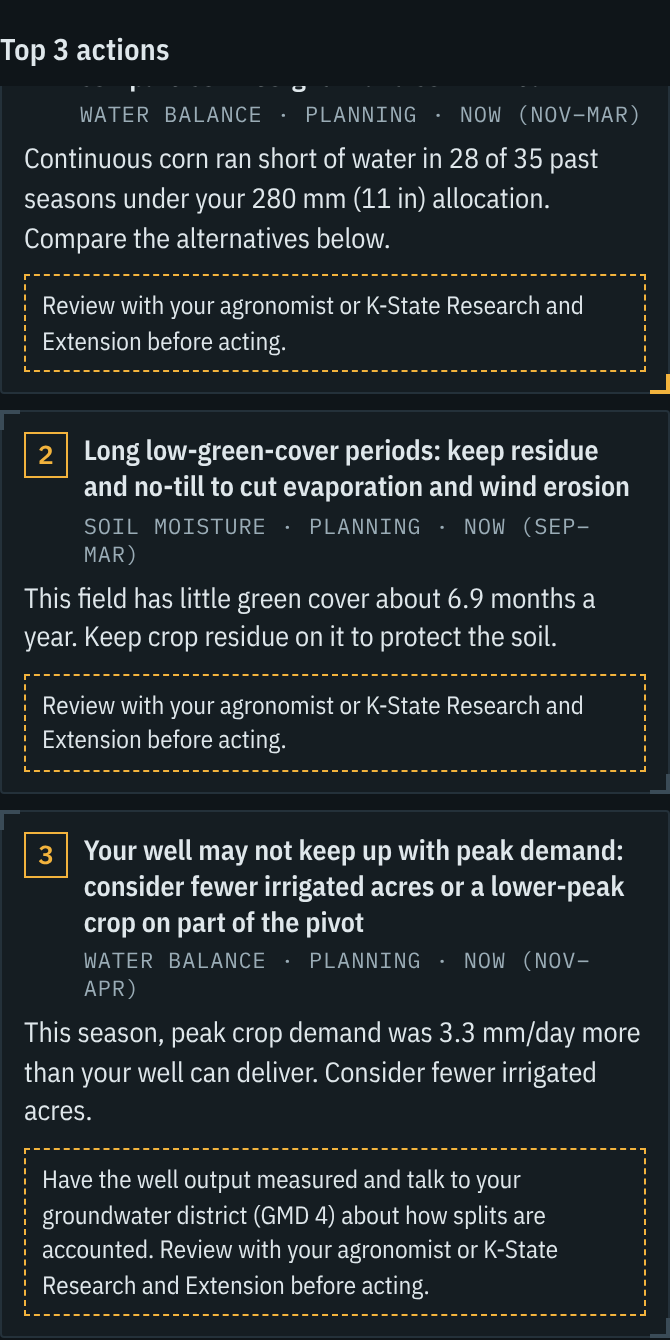 Top 3 actions
WATER BALANCE · PLANNING · NOW (NOV–MAR)
Continuous corn ran short of water in 28 of 35 past
seasons under your 280 mm (11 in) allocation.
Compare the alternatives below.
Review with your agronomist or K-State Research and
Extension before acting.
2
Long low-green-cover periods: keep residue
and no-till to cut evaporation and wind erosion
SOIL MOISTURE · PLANNING · NOW (SEP–
MAR)
This field has little green cover about 6.9 months a
year. Keep crop residue on it to protect the soil.
Review with your agronomist or K-State Research and
Extension before acting.
3
Your well may not keep up with peak demand:
consider fewer irrigated acres or a lower-peak
crop on part of the pivot
WATER BALANCE · PLANNING · NOW (NOV–
APR)
This season, peak crop demand was 3.3 mm/day more
than your well can deliver. Consider fewer irrigated
acres.
Have the well output measured and talk to your
groundwater district (GMD 4) about how splits are
accounted. Review with your agronomist or K-State
Research and Extension before acting.